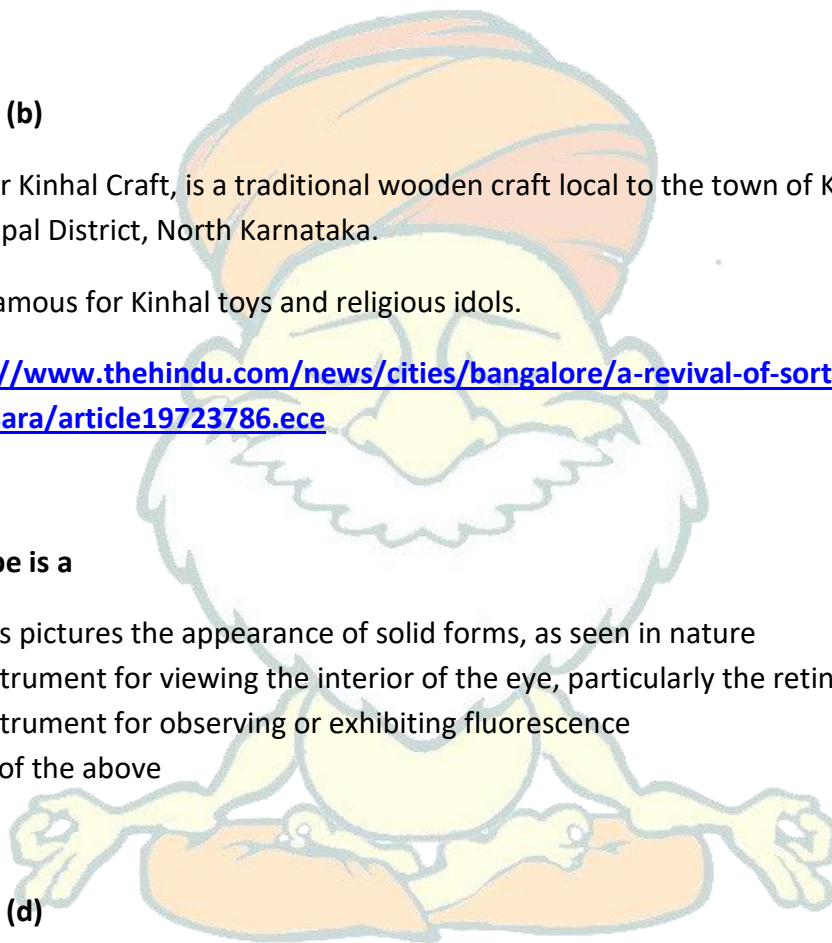 (b)
r Kinhal Craft, is a traditional wooden craft local to the town of K
pal District, North Karnataka.
amous for Kinhal toys and religious idols.
//www.thehindu.com/news/cities/bangalore/a-revival-of-sort
ara/article19723786.ece
pe is a
s pictures the appearance of solid forms, as seen in nature
trument for viewing the interior of the eye, particularly the retin
strument for observing or exhibiting fluorescence
of the above
(d)